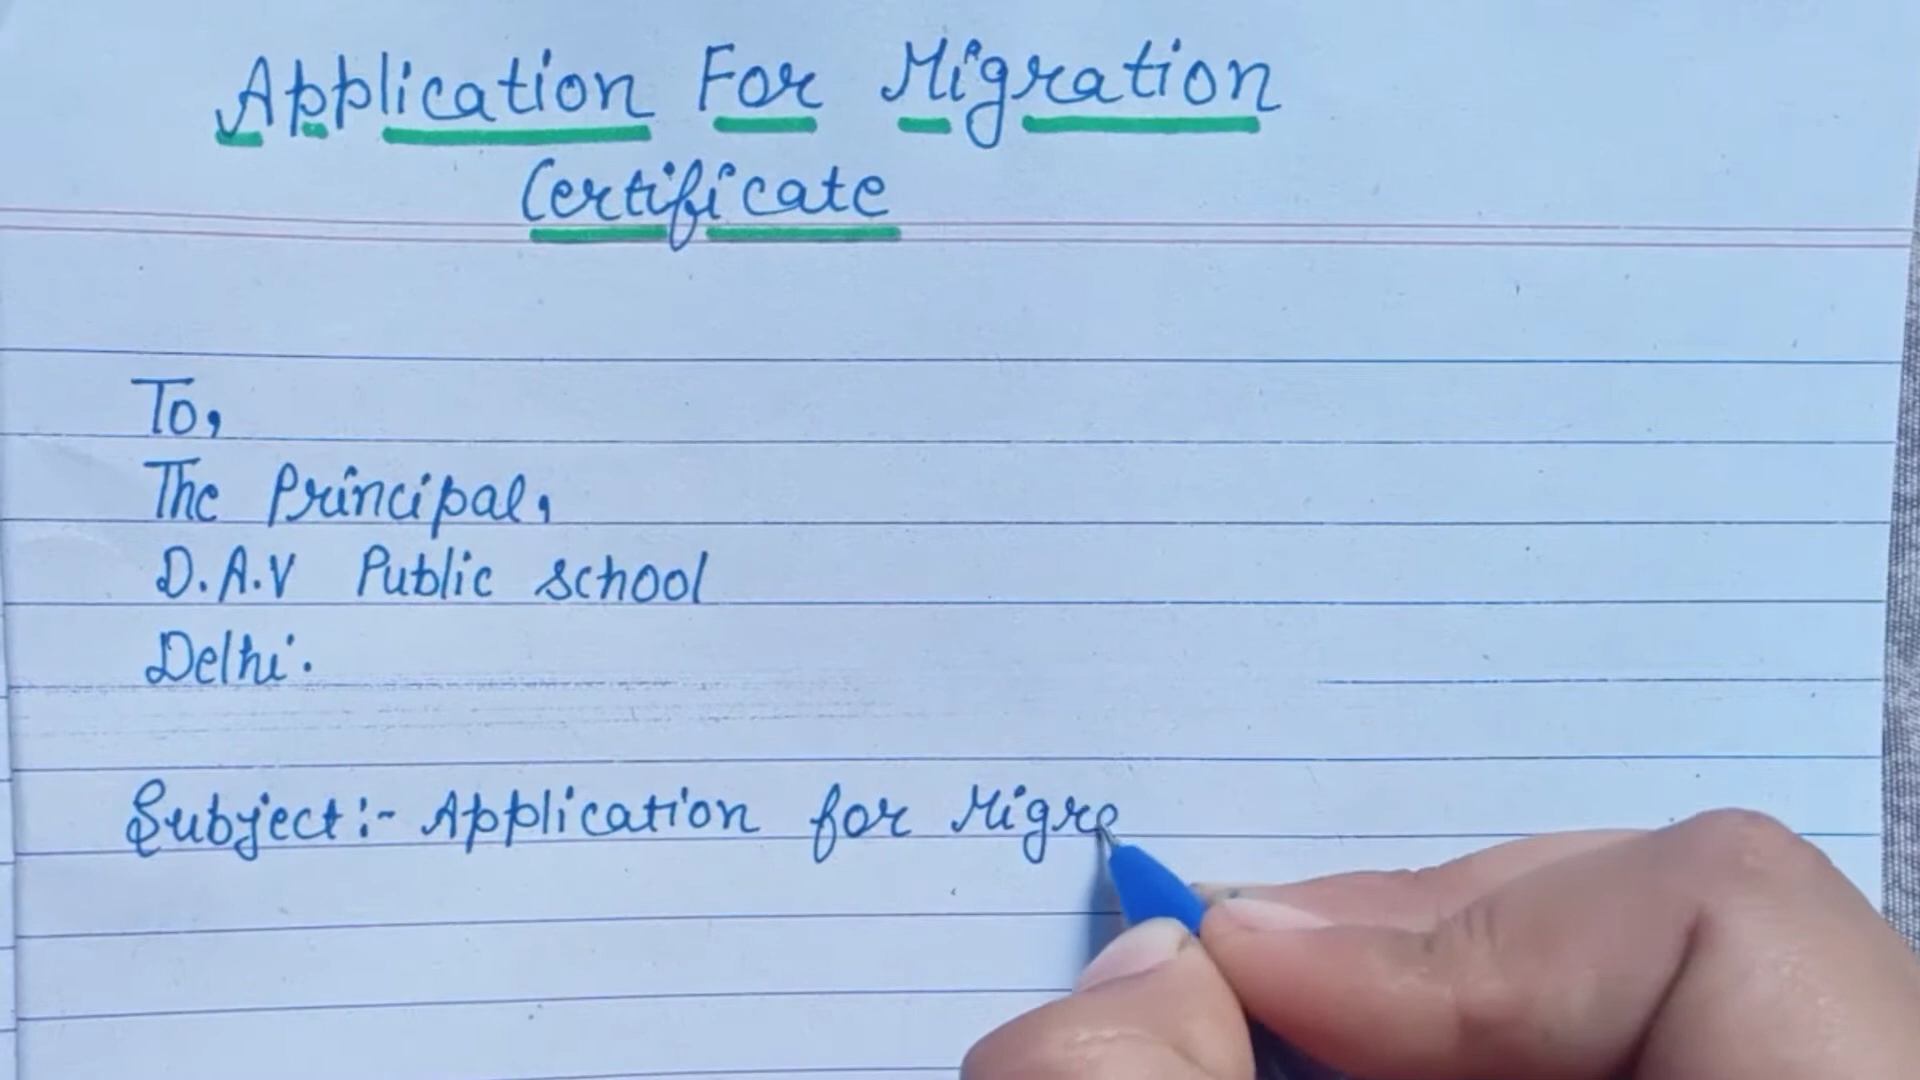 Application For Migration
Certificate
To,
The Principal,
D.A.V Public school
Delhi.
Subject:- Application for Migra